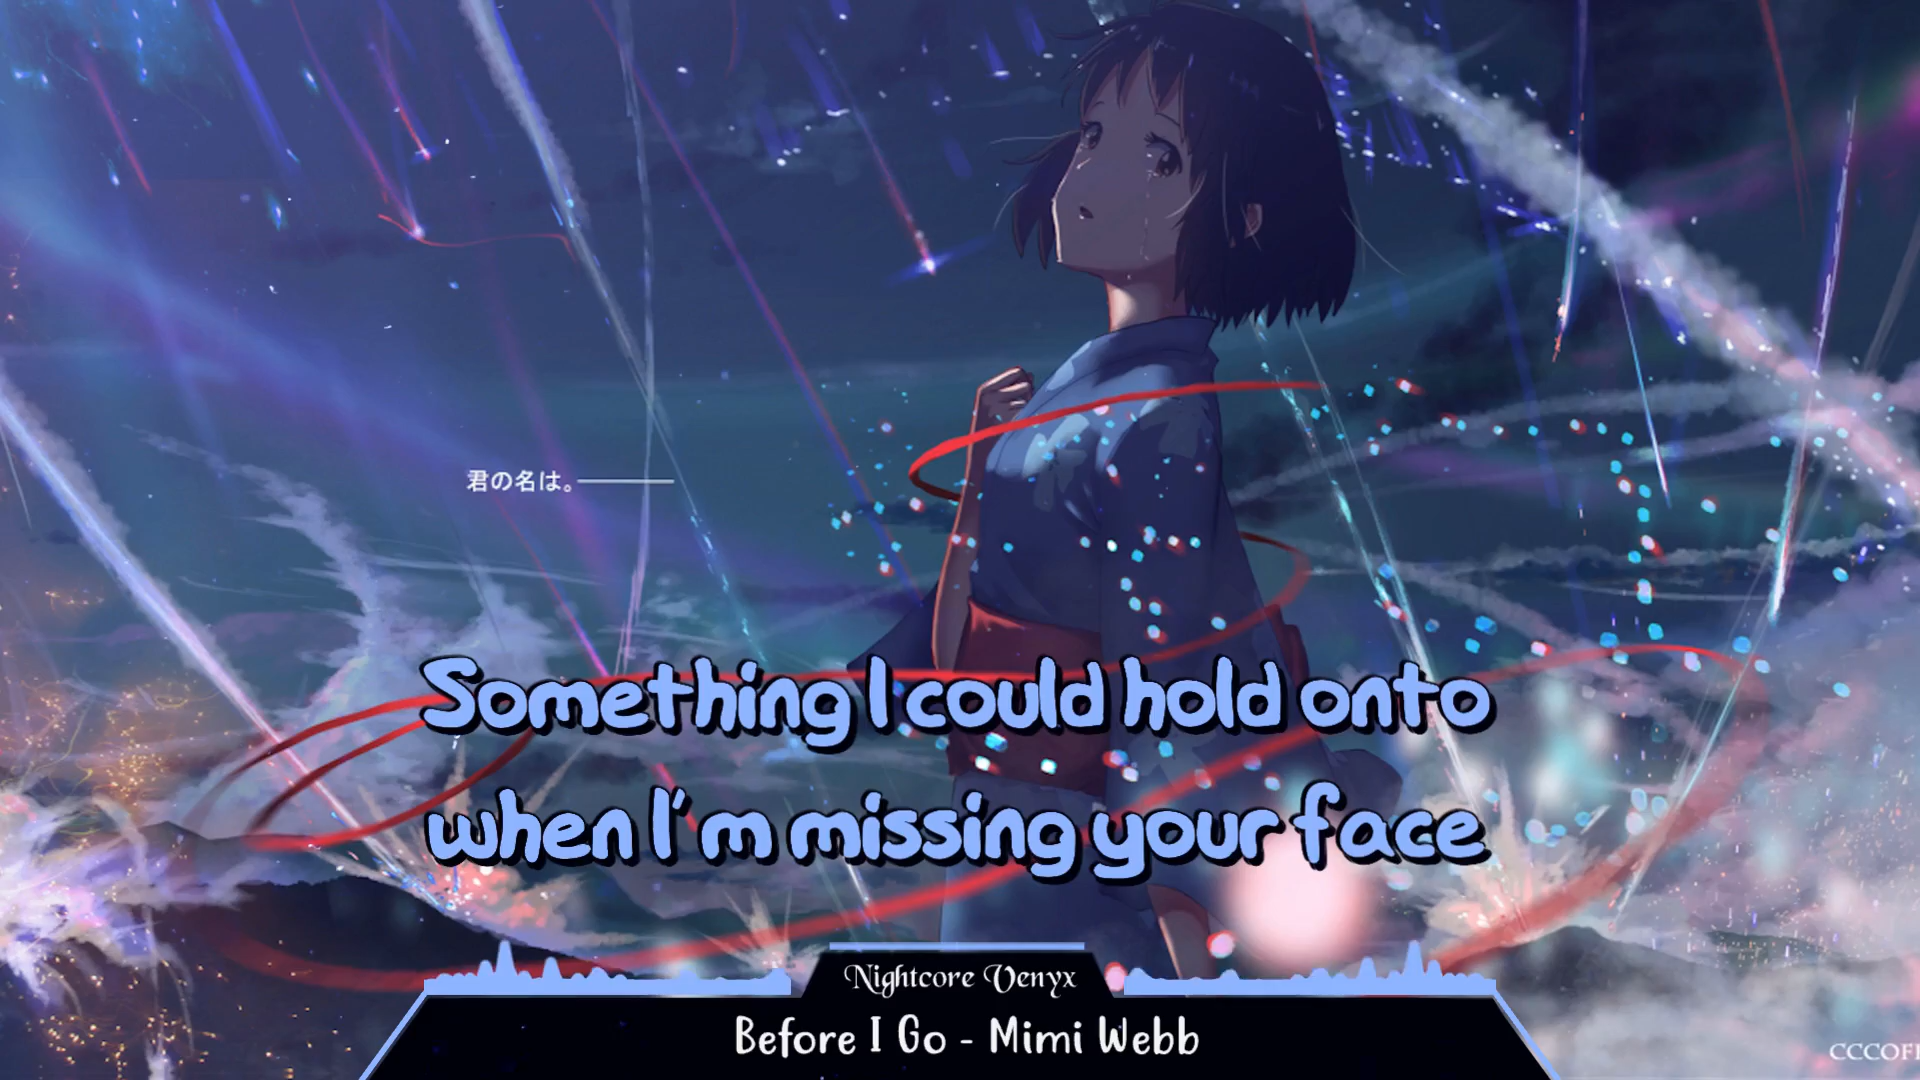 君の名は。
Something I could hold onto
when I'm missing your face
Nightcore Venyx
Before I Go - Mimi Webb